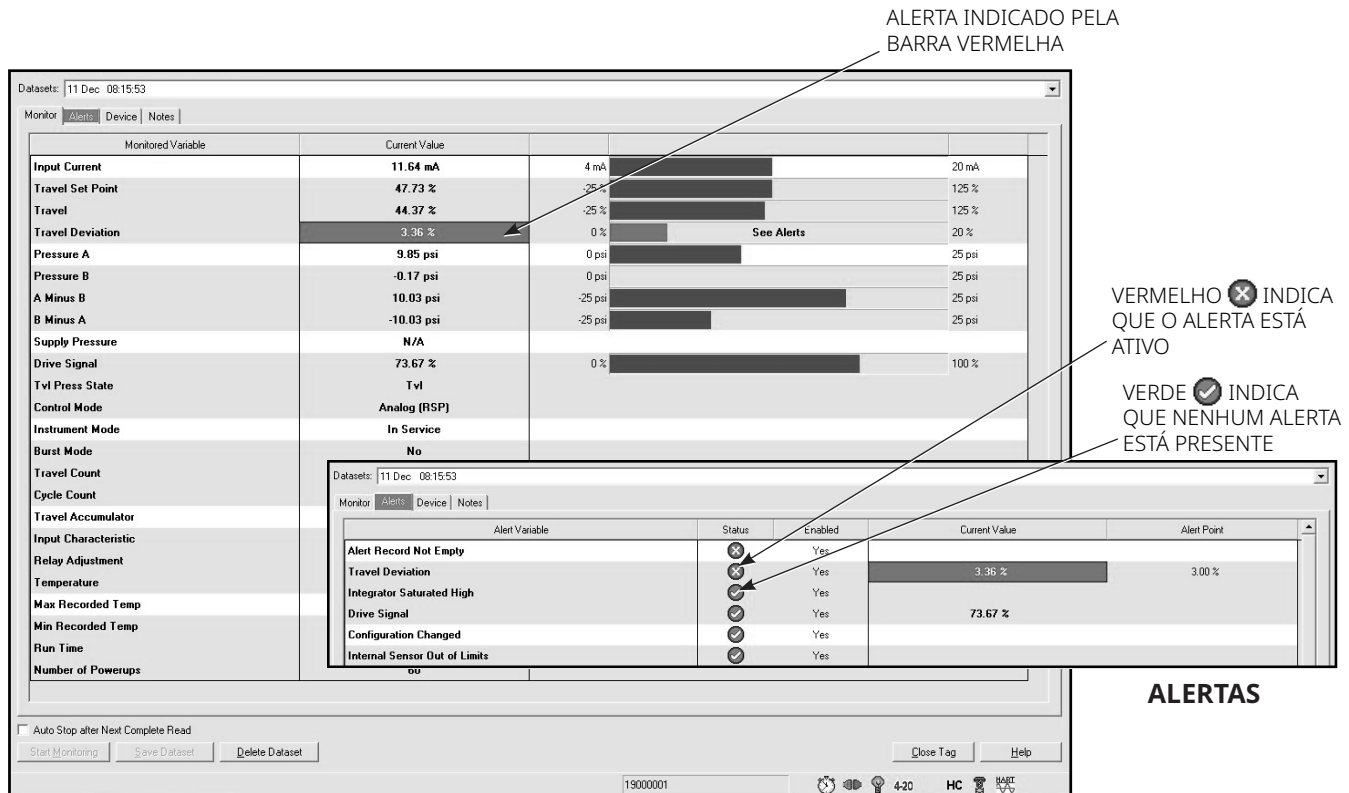 ALERTA INDICADO PELA
BARRA VERMELHA
Datasets: 11 Dec 08:15:53
Monitor Alerts Device Notes
Monitored Variable Current Value
Input Current 11.64 mA 4 mA 20 mA
Travel Set Point 47.73 % -25 % 125 %
Travel 44.37 % -25 % 125 %
Travel Deviation 3.36 % 0 % See Alerts 20 %
Pressure A 9.85 psi 0 psi 25 psi
Pressure B -0.17 psi 0 psi 25 psi
A Minus B 10.03 psi -25 psi 25 psi
B Minus A -10.03 psi -25 psi 25 psi
Supply Pressure N/A
Drive Signal 73.67 % 0 % 100 %
Tvl Press State Tvl
Control Mode Analog (RSP)
Instrument Mode In Service
Burst Mode No
Travel Count
Cycle Count
Travel Accumulator
Input Characteristic
Relay Adjustment
Temperature
Max Recorded Temp
Min Recorded Temp
Run Time
Number of Powerups 60
VERMELHO INDICA
QUE O ALERTA ESTÁ
ATIVO
VERDE INDICA
QUE NENHUM ALERTA
ESTÁ PRESENTE
Datasets: 11 Dec 08:15:53
Monitor Alerts Device Notes
Alert Variable Status Enabled Current Value Alert Point
Alert Record Not Empty Yes
Travel Deviation Yes 3.36 % 3.00 %
Integrator Saturated High Yes
Drive Signal Yes 73.67 %
Configuration Changed Yes
Internal Sensor Out of Limits Yes
ALERTAS
Auto Stop after Next Complete Read
Start Monitoring Save Dataset Delete Dataset Close Tag Help
19000001 4-20 HC HART